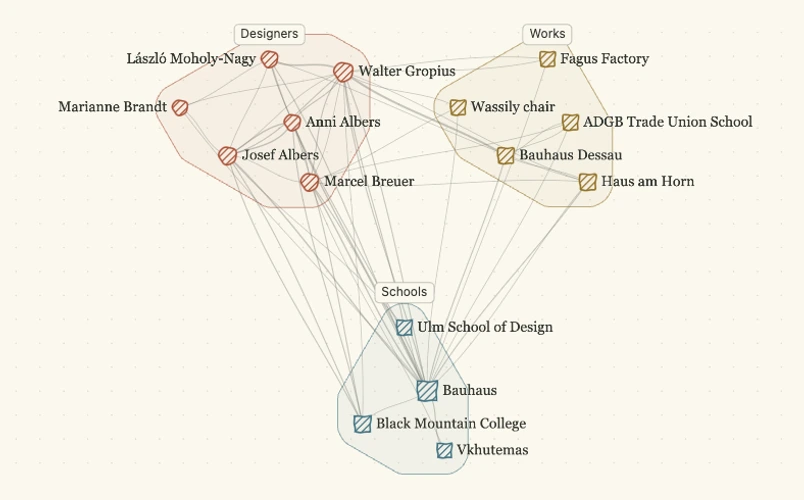 Designers
Works
László Moholy-Nagy
Fagus Factory
Walter Gropius
Marianne Brandt
Wassily chair
Anni Albers
ADGB Trade Union School
Josef Albers
Bauhaus Dessau
Marcel Breuer
Haus am Horn
Schools
Ulm School of Design
Bauhaus
Black Mountain College
Vkhutemas